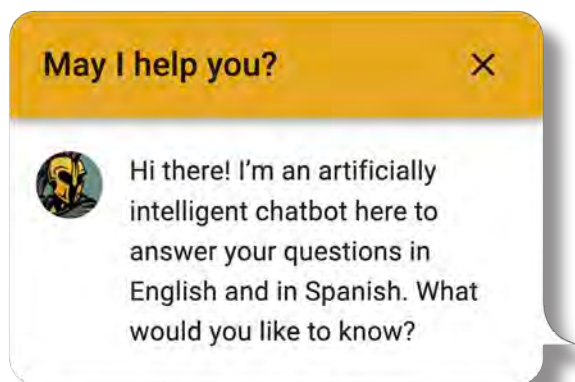 May I help you?
Hi there! I'm an artificially
intelligent chatbot here to
answer your questions in
English and in Spanish. What
would you like to know?